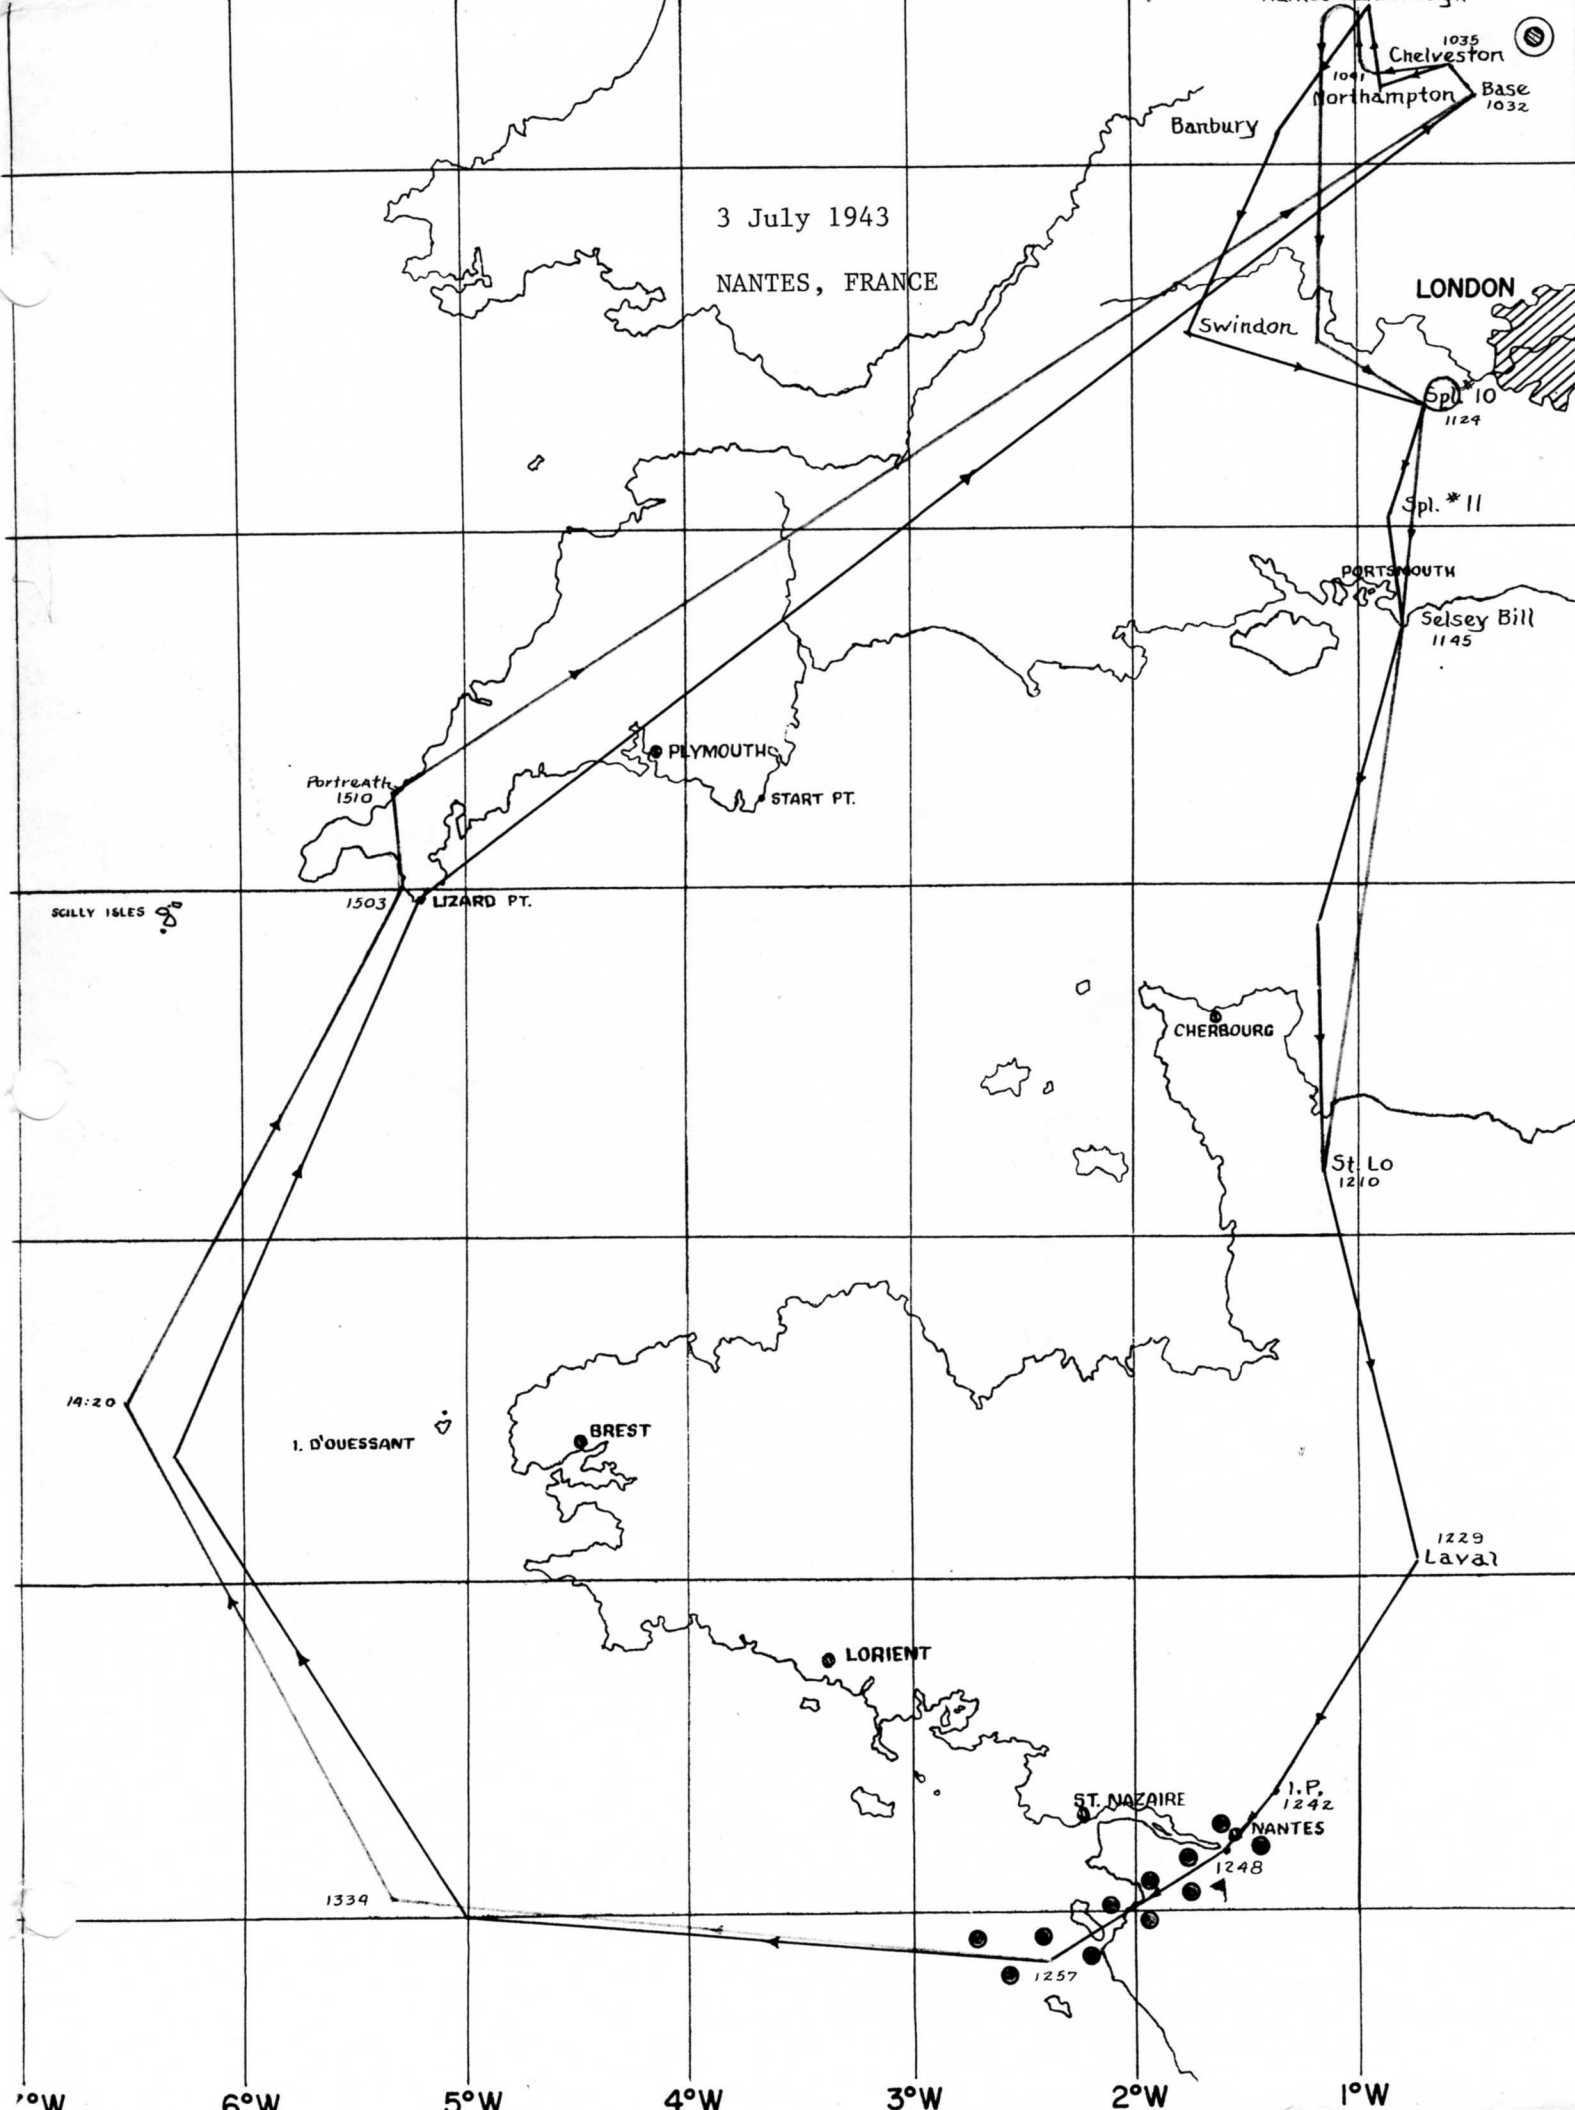 1035
Chelveston
1041
Northampton
Base
1032
Banbury
3 July 1943
NANTES, FRANCE
LONDON
Swindon
Spl. #10
1124
Spl. #11
PORTSMOUTH
Selsey Bill
1145
PLYMOUTH
Portreath
1510
START PT.
1503
LIZARD PT.
SCILLY ISLES
CHERBOURG
St. Lo
1210
14:20
I. D'OUESSANT
BREST
1229
Laval
LORIENT
I.P.
1242
ST. NAZAIRE
NANTES
1248
1339
1257
6°W
5°W
4°W
3°W
2°W
1°W